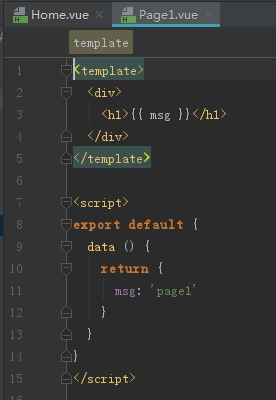 Home.vue Page1.vue
template
1 <template>
2 <div>
3 <h1>{{ msg }}</h1>
4 </div>
5 </template>
6
7 <script>
8 export default {
9 data () {
10 return {
11 msg: 'page1'
12 }
13 }
14 }
15 </script>